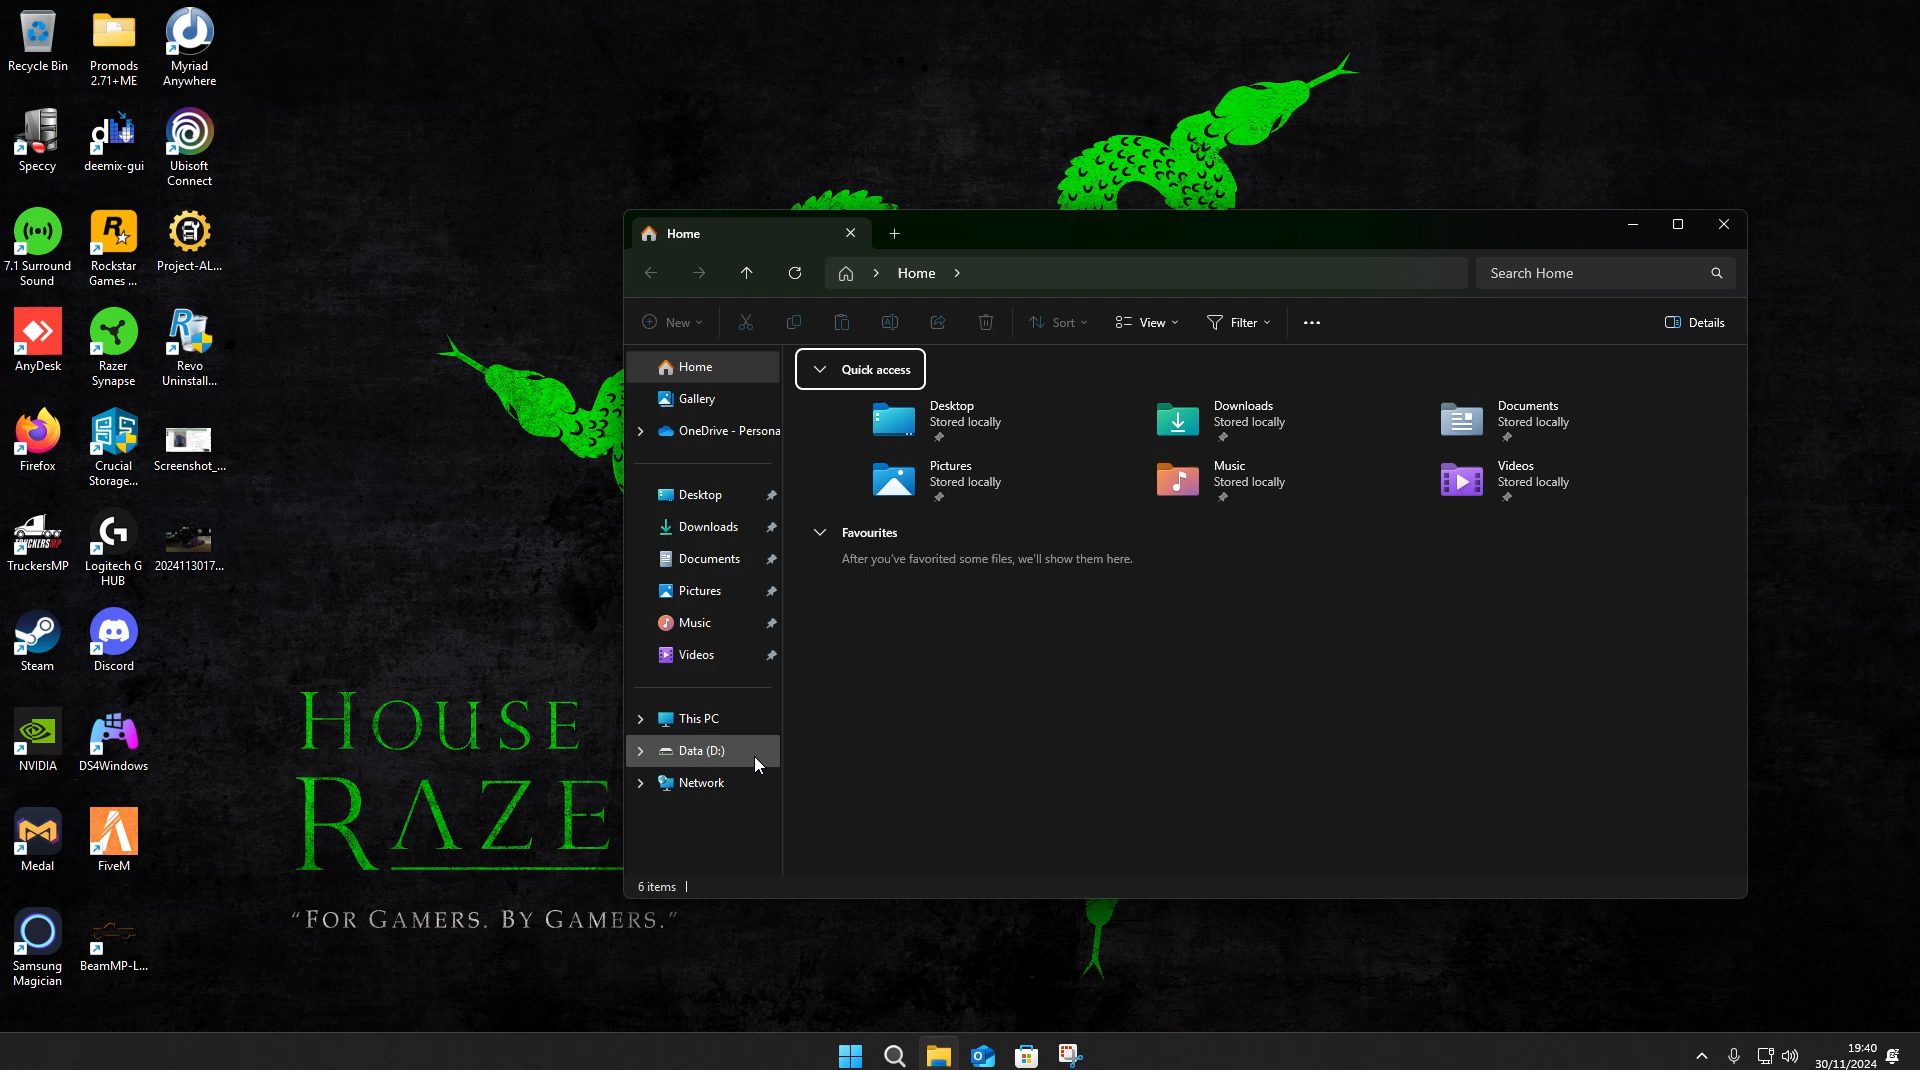 Recycle Bin
Promods
2.71+ME
Myriad
Anywhere
Speccy
deemix-gui
Ubisoft
Connect
7.1 Surround
Sound
Rockstar
Games ...
Project-AL...
AnyDesk
Razer
Synapse
Revo
Uninstall...
Firefox
Crucial
Storage...
Screenshot_...
TRUCKERSMP
TruckersMP
Logitech G
HUB
2024113017...
Steam
Discord
NVIDIA
DS4Windows
Medal
FiveM
Samsung
Magician
BeamMP-L...
HOUSE
RAZE
“FOR GAMERS. BY GAMERS.”
Home
Home
Search Home
New
Sort
View
Filter
Details
Home
Gallery
OneDrive - Persona
Desktop
Downloads
Documents
Pictures
Music
Videos
This PC
Data (D:)
Network
Quick access
Desktop
Stored locally
Downloads
Stored locally
Documents
Stored locally
Pictures
Stored locally
Music
Stored locally
Videos
Stored locally
Favourites
After you've favorited some files, we'll show them here.
6 items
19:40
30/11/2024